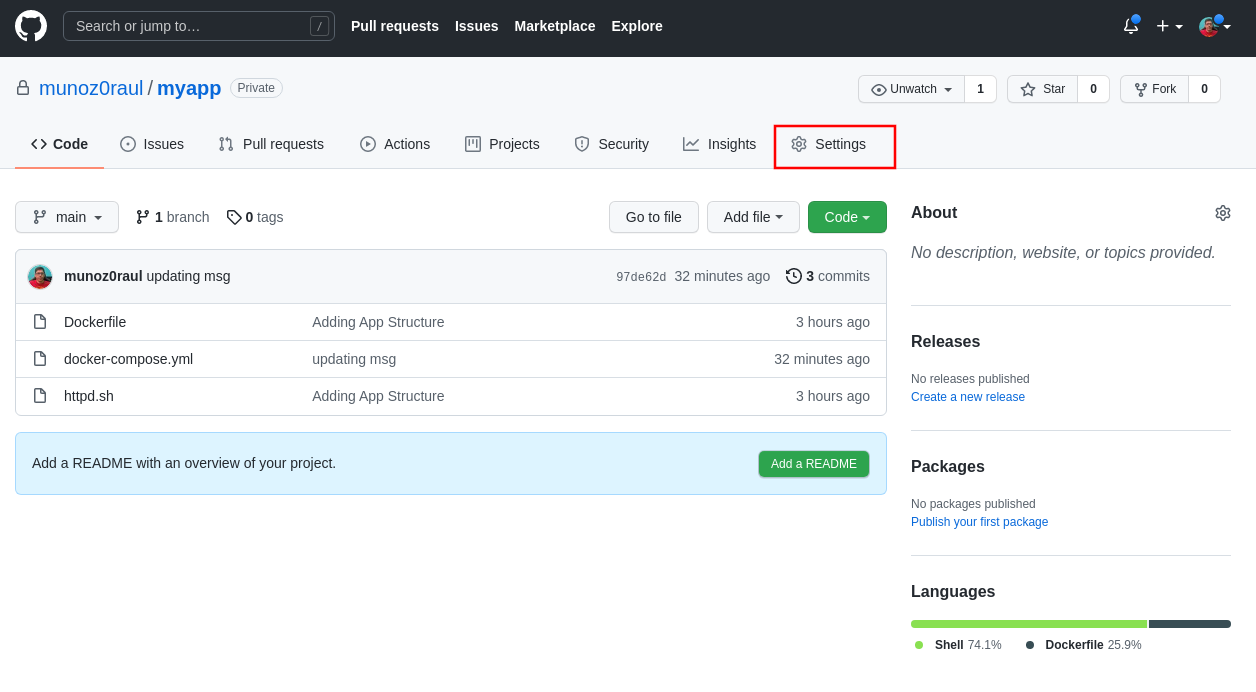 Search or jump to… /
Pull requests Issues Marketplace Explore
munoz0raul / myapp Private
Unwatch 1 Star 0 Fork 0
Code Issues Pull requests Actions Projects Security Insights Settings
main 1 branch 0 tags Go to file Add file Code
munoz0raul updating msg 97de62d 32 minutes ago 3 commits
Dockerfile Adding App Structure 3 hours ago
docker-compose.yml updating msg 32 minutes ago
httpd.sh Adding App Structure 3 hours ago
Add a README with an overview of your project. Add a README
About
No description, website, or topics provided.
Releases
No releases published
Create a new release
Packages
No packages published
Publish your first package
Languages
Shell 74.1% Dockerfile 25.9%